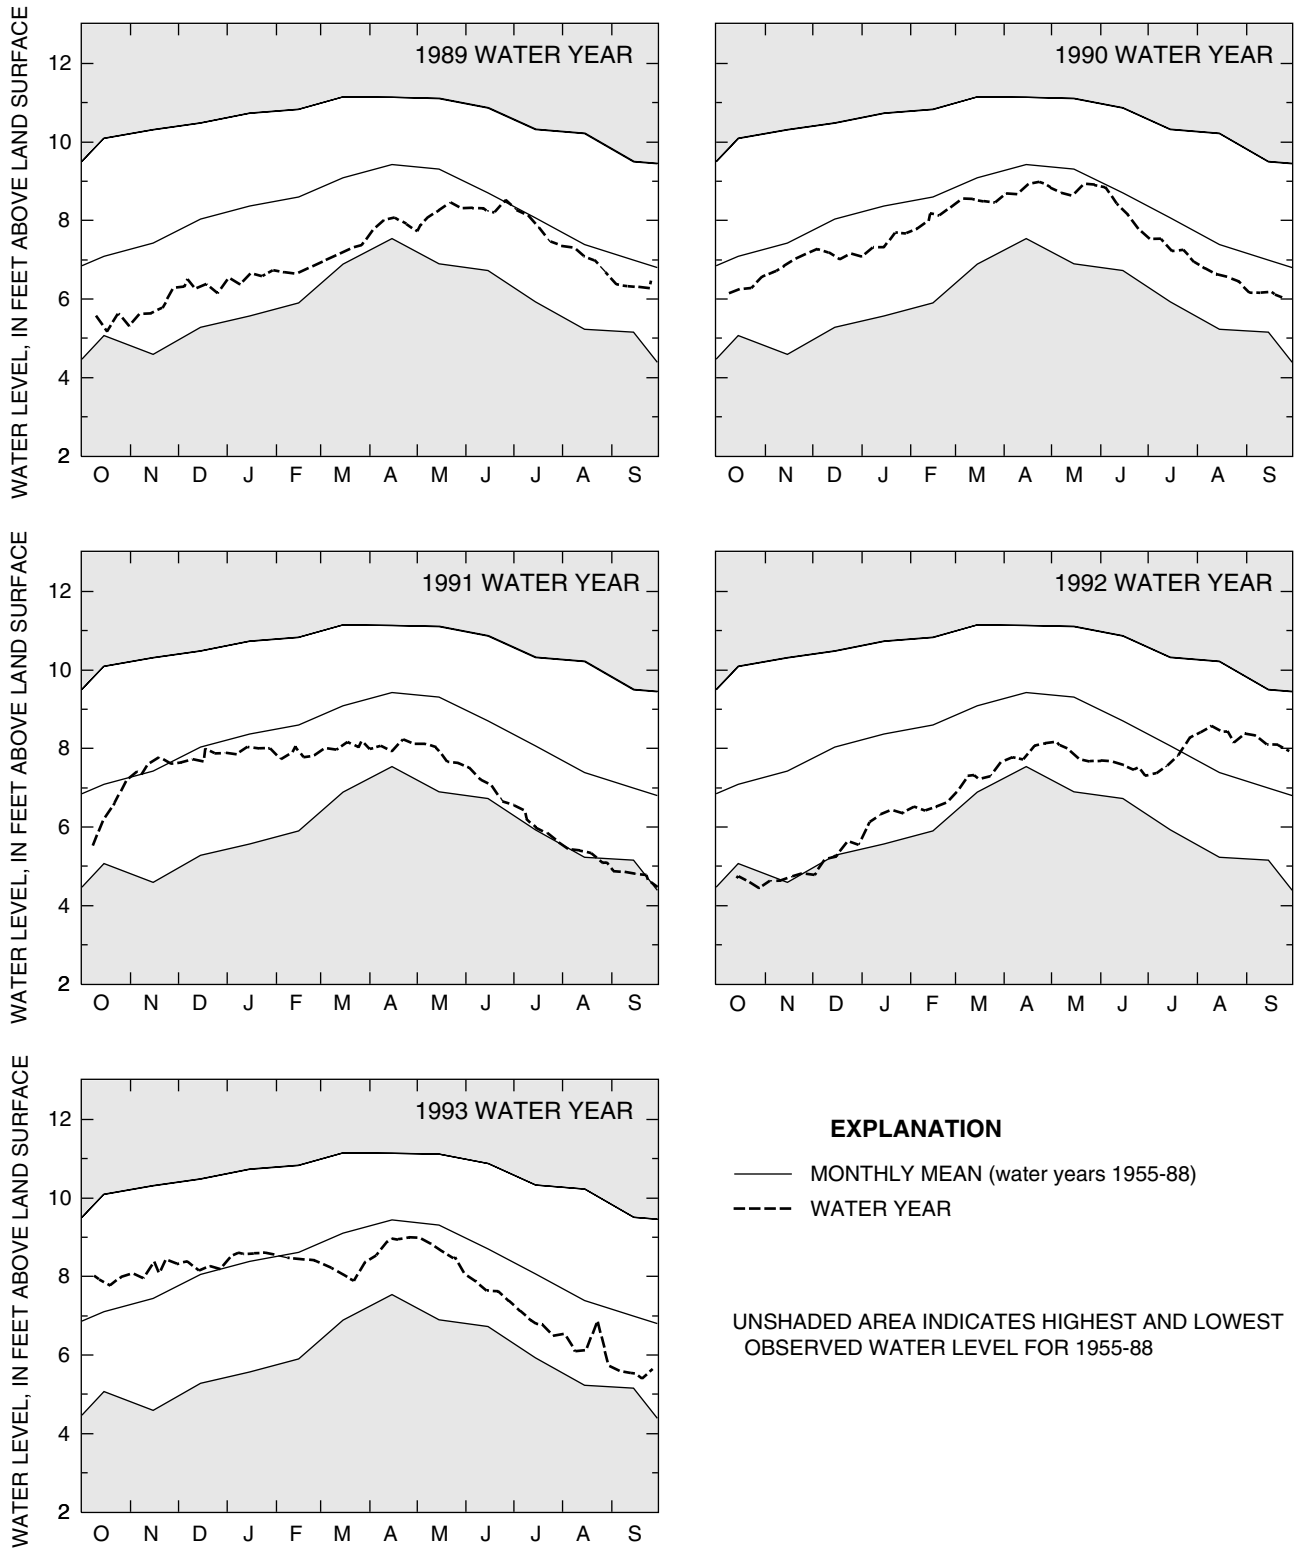 WATER LEVEL, IN FEET ABOVE LAND SURFACE
1989 WATER YEAR
12
10
8
6
4
2
O N D J F M A M J J A S
1990 WATER YEAR
O N D J F M A M J J A S
WATER LEVEL, IN FEET ABOVE LAND SURFACE
1991 WATER YEAR
12
10
8
6
4
2
O N D J F M A M J J A S
1992 WATER YEAR
O N D J F M A M J J A S
WATER LEVEL, IN FEET ABOVE LAND SURFACE
1993 WATER YEAR
12
10
8
6
4
2
O N D J F M A M J J A S
EXPLANATION
MONTHLY MEAN (water years 1955-88)
WATER YEAR
UNSHADED AREA INDICATES HIGHEST AND LOWEST
OBSERVED WATER LEVEL FOR 1955-88